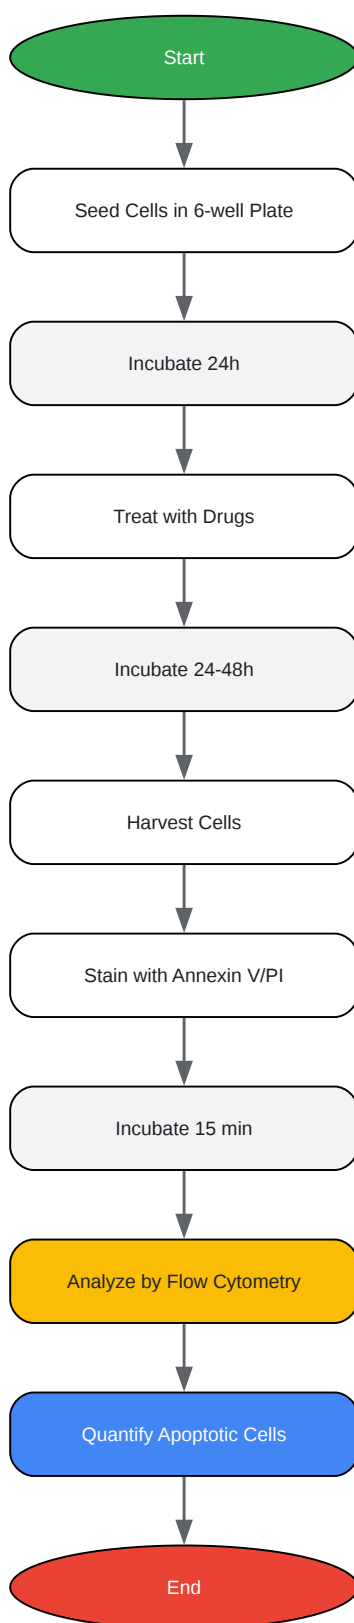 Start
Seed Cells in 6-well Plate
Incubate 24h
Treat with Drugs
Incubate 24-48h
Harvest Cells
Stain with Annexin V/PI
Incubate 15 min
Analyze by Flow Cytometry
Quantify Apoptotic Cells
End